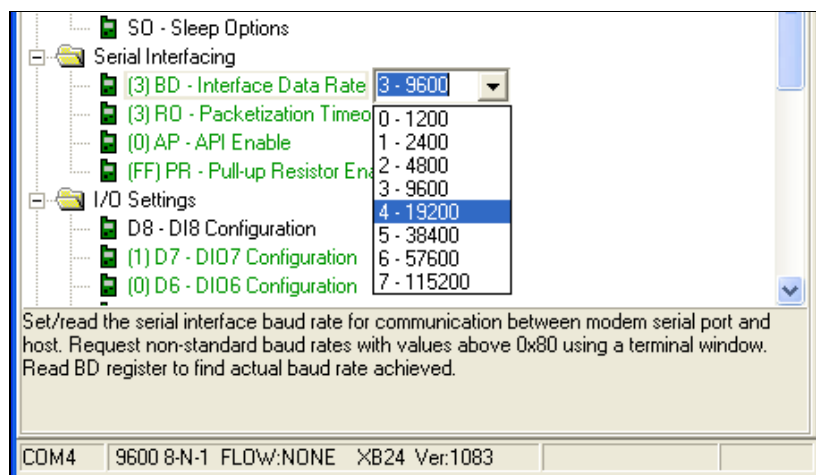 SO - Sleep Options
Serial Interfacing
(3) BD - Interface Data Rate 3 - 9600
(3) RO - Packetization Timeo
0 - 1200
(0) AP - API Enable
1 - 2400
(FF) PR - Pull-up Resistor Ena
2 - 4800
3 - 9600
I/O Settings
4 - 19200
D8 - DI8 Configuration
5 - 38400
(1) D7 - DIO7 Configuration
6 - 57600
(0) D6 - DIO6 Configuration
7 - 115200
Set/read the serial interface baud rate for communication between modem serial port and
host. Request non-standard baud rates with values above 0x80 using a terminal window.
Read BD register to find actual baud rate achieved.
COM4 9600 8-N-1 FLOW:NONE XB24 Ver:1083